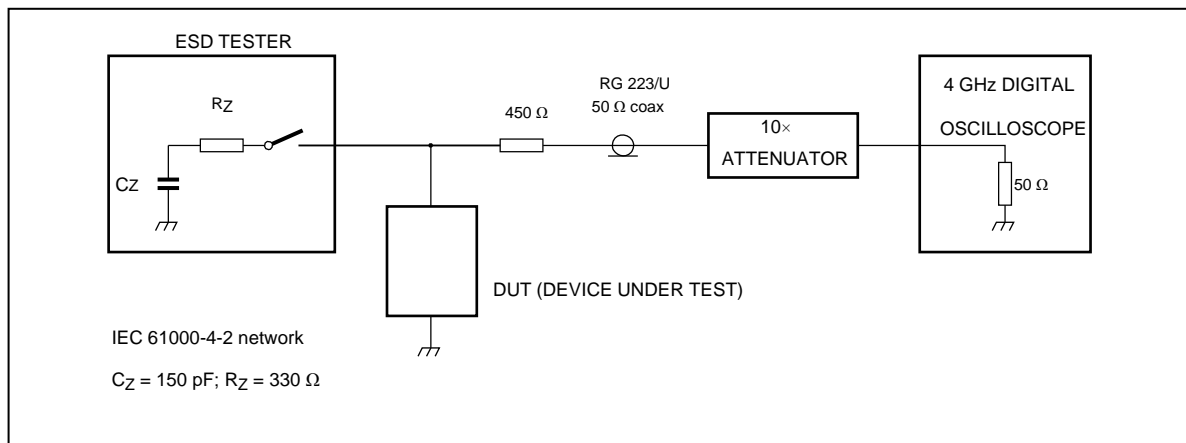 ESD TESTER
RZ
CZ
450 Ω
RG 223/U
50 Ω coax
10×
ATTENUATOR
4 GHz DIGITAL
OSCILLOSCOPE
50 Ω
DUT (DEVICE UNDER TEST)
IEC 61000-4-2 network
CZ = 150 pF; RZ = 330 Ω